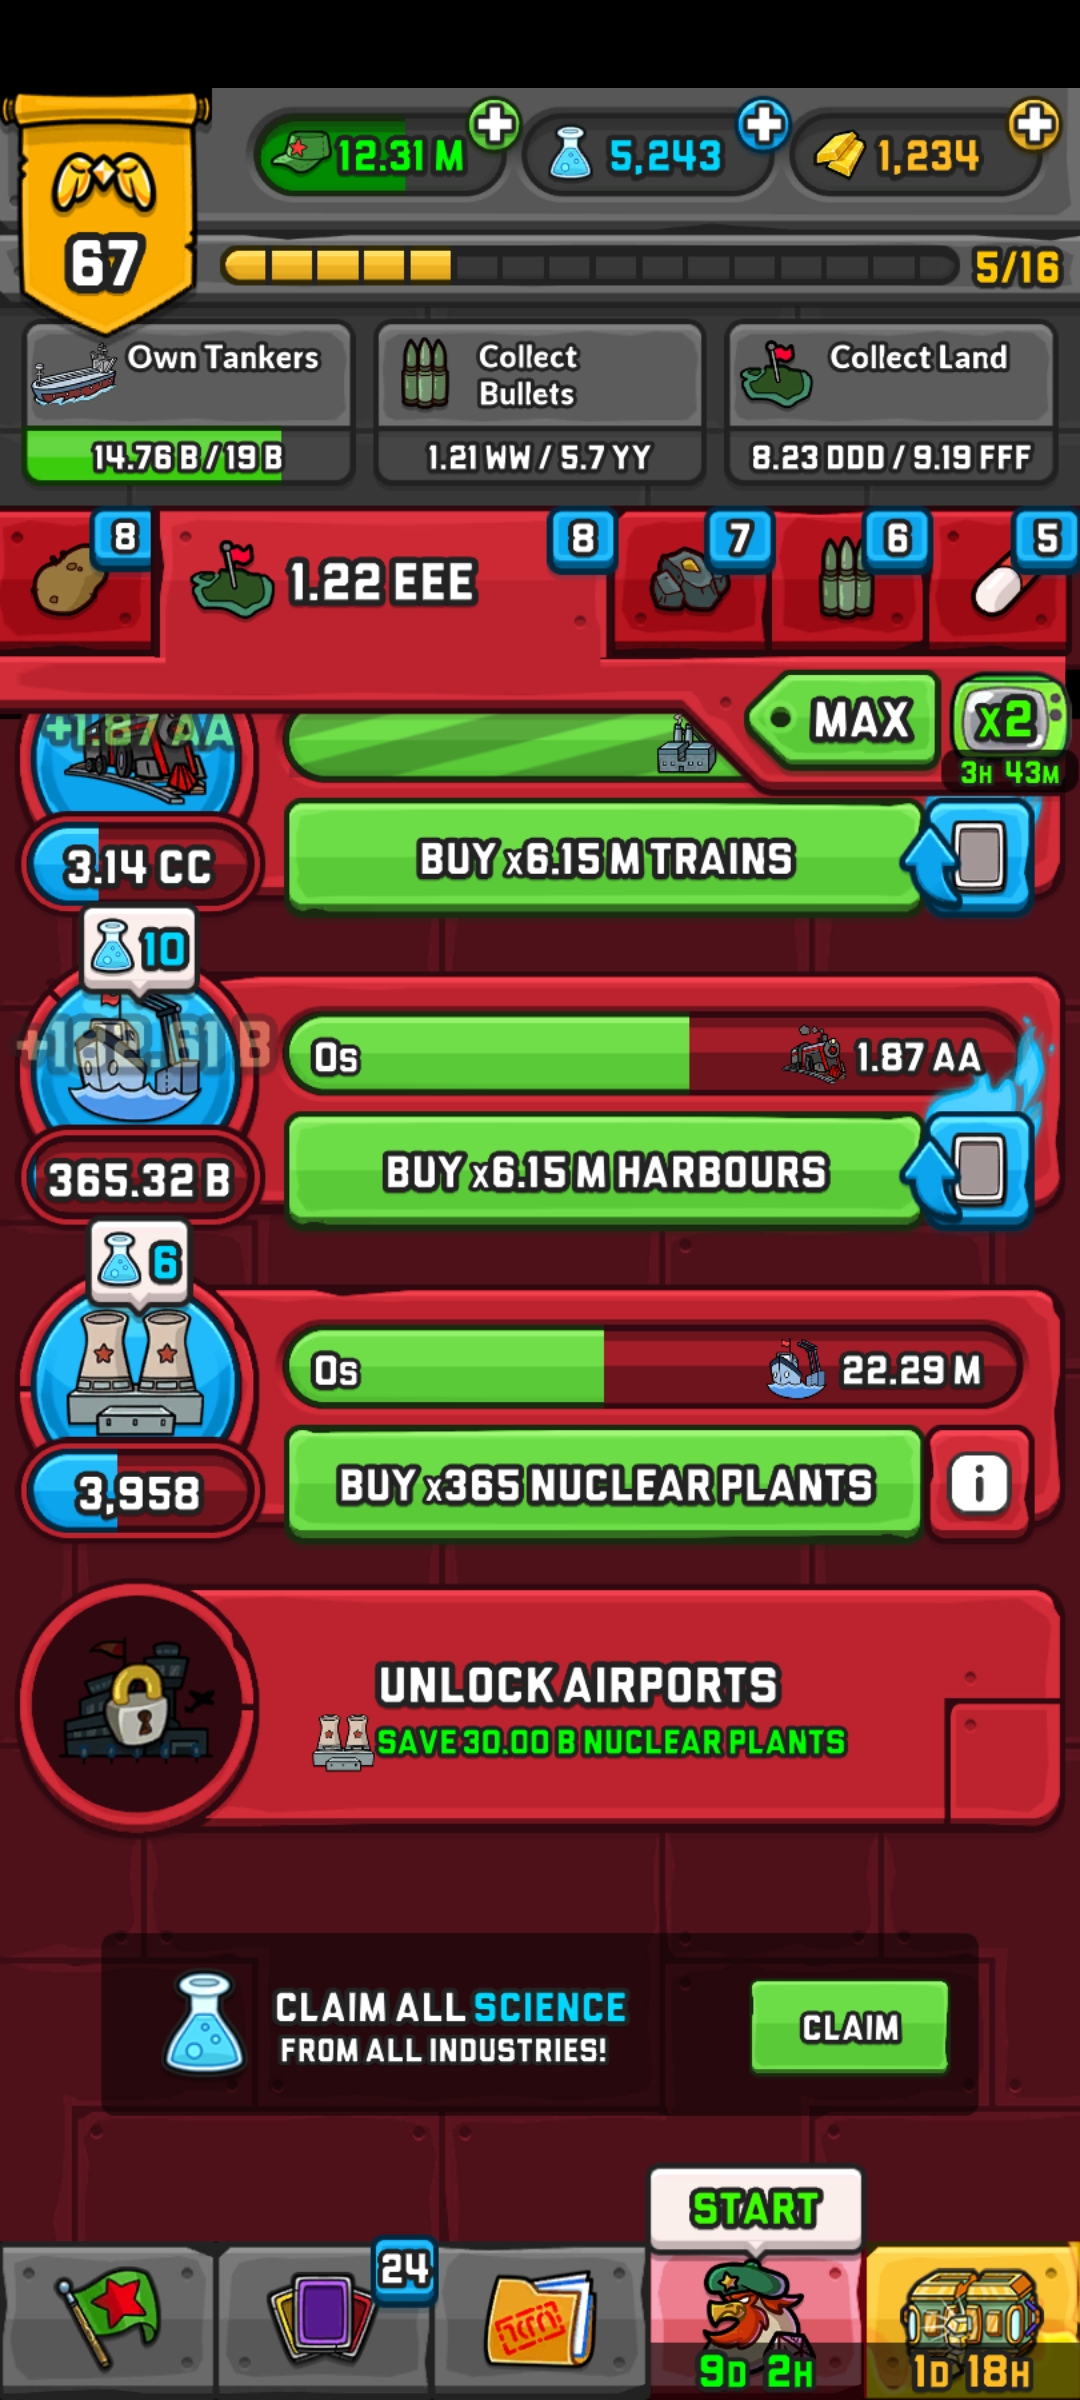 12.31 M
5,243
1,234
67
5/16
Own Tankers
14.76 B / 19 B
Collect
Bullets
1.21 WW / 5.7 YY
Collect Land
8.23 DDD / 9.19 FFF
8
1.22 EEE
8
7
6
5
MAX
x2
3H 43M
+1.87 AA
3.14 CC
BUY x6.15 M TRAINS
10
0s
1.87 AA
365.32 B
BUY x6.15 M HARBOURS
6
0s
22.29 M
3,958
BUY x365 NUCLEAR PLANTS
i
UNLOCK AIRPORTS
SAVE 30.00 B NUCLEAR PLANTS
CLAIM ALL SCIENCE
FROM ALL INDUSTRIES!
CLAIM
START
24
9D 2H
1D 18H